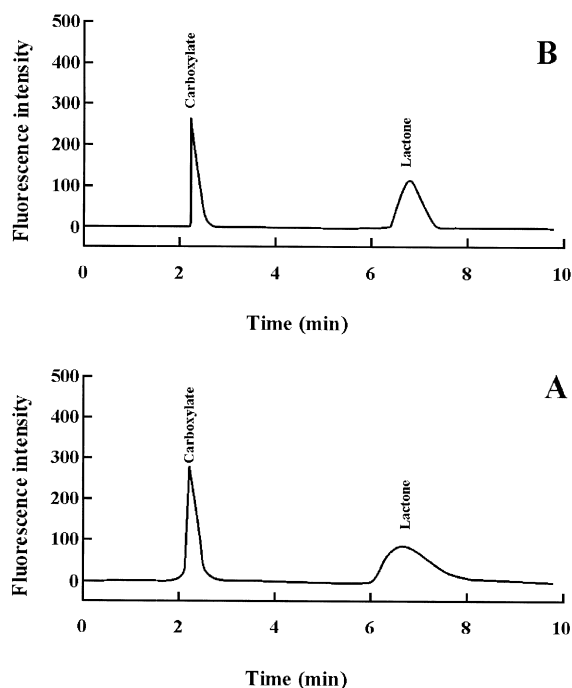 500
B
400
Carboxylate
300
Fluorescence intensity
200
Lactone
100
0
0 2 4 6 8 10
Time (min)
500
A
400
Carboxylate
300
Fluorescence intensity
200
Lactone
100
0
0 2 4 6 8 10
Time (min)